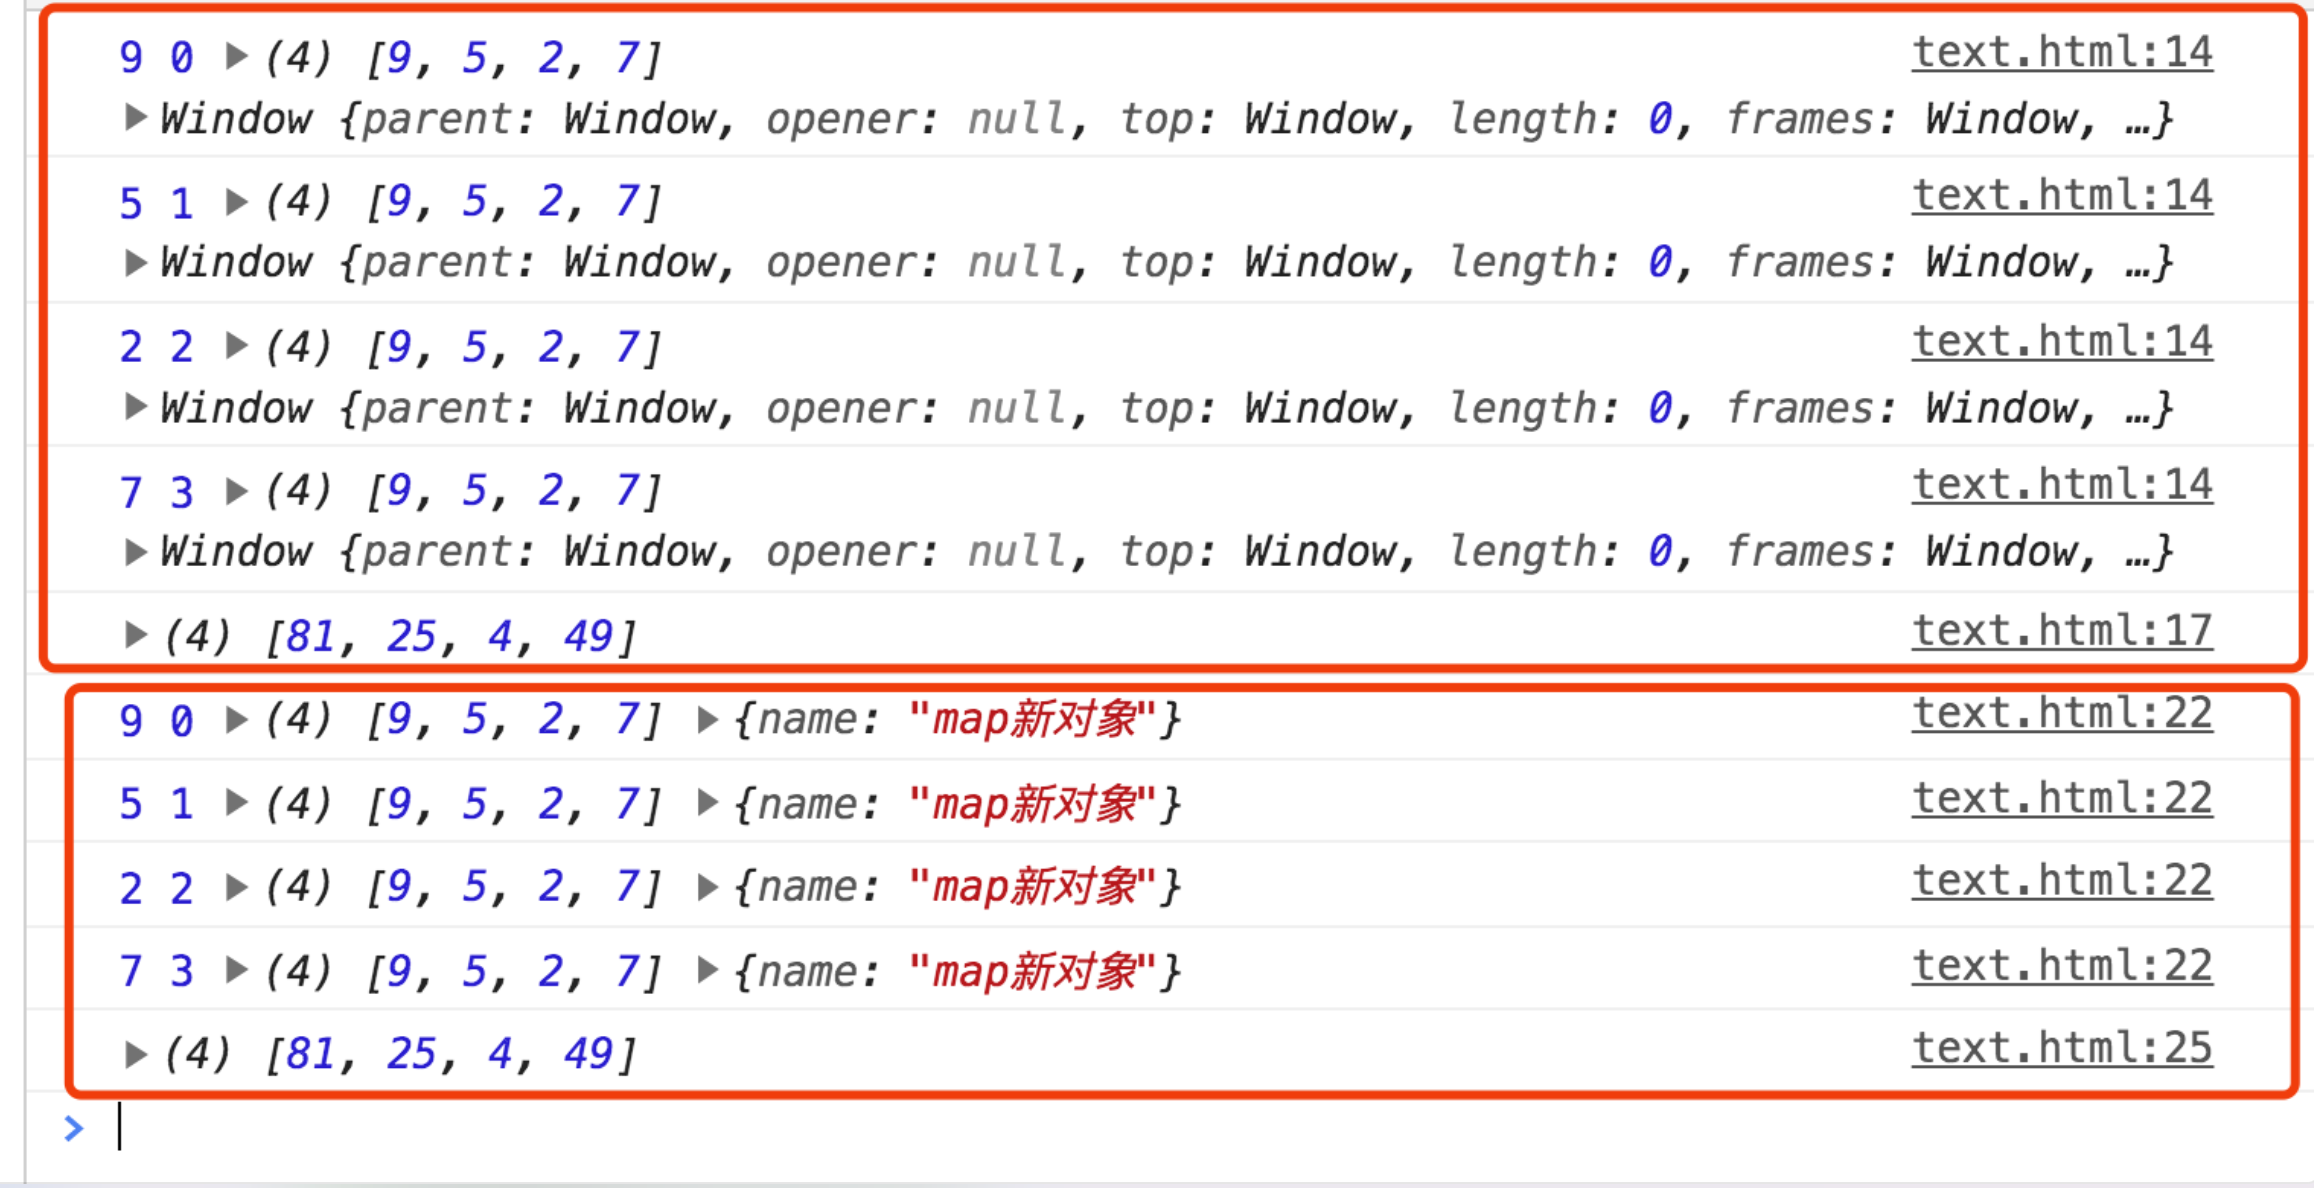 9 0 ▶(4) [9, 5, 2, 7] text.html:14
▶Window {parent: Window, opener: null, top: Window, length: 0, frames: Window, …}
5 1 ▶(4) [9, 5, 2, 7] text.html:14
▶Window {parent: Window, opener: null, top: Window, length: 0, frames: Window, …}
2 2 ▶(4) [9, 5, 2, 7] text.html:14
▶Window {parent: Window, opener: null, top: Window, length: 0, frames: Window, …}
7 3 ▶(4) [9, 5, 2, 7] text.html:14
▶Window {parent: Window, opener: null, top: Window, length: 0, frames: Window, …}
▶(4) [81, 25, 4, 49] text.html:17
9 0 ▶(4) [9, 5, 2, 7] ▶{name: "map新对象"} text.html:22
5 1 ▶(4) [9, 5, 2, 7] ▶{name: "map新对象"} text.html:22
2 2 ▶(4) [9, 5, 2, 7] ▶{name: "map新对象"} text.html:22
7 3 ▶(4) [9, 5, 2, 7] ▶{name: "map新对象"} text.html:22
▶(4) [81, 25, 4, 49] text.html:25
>